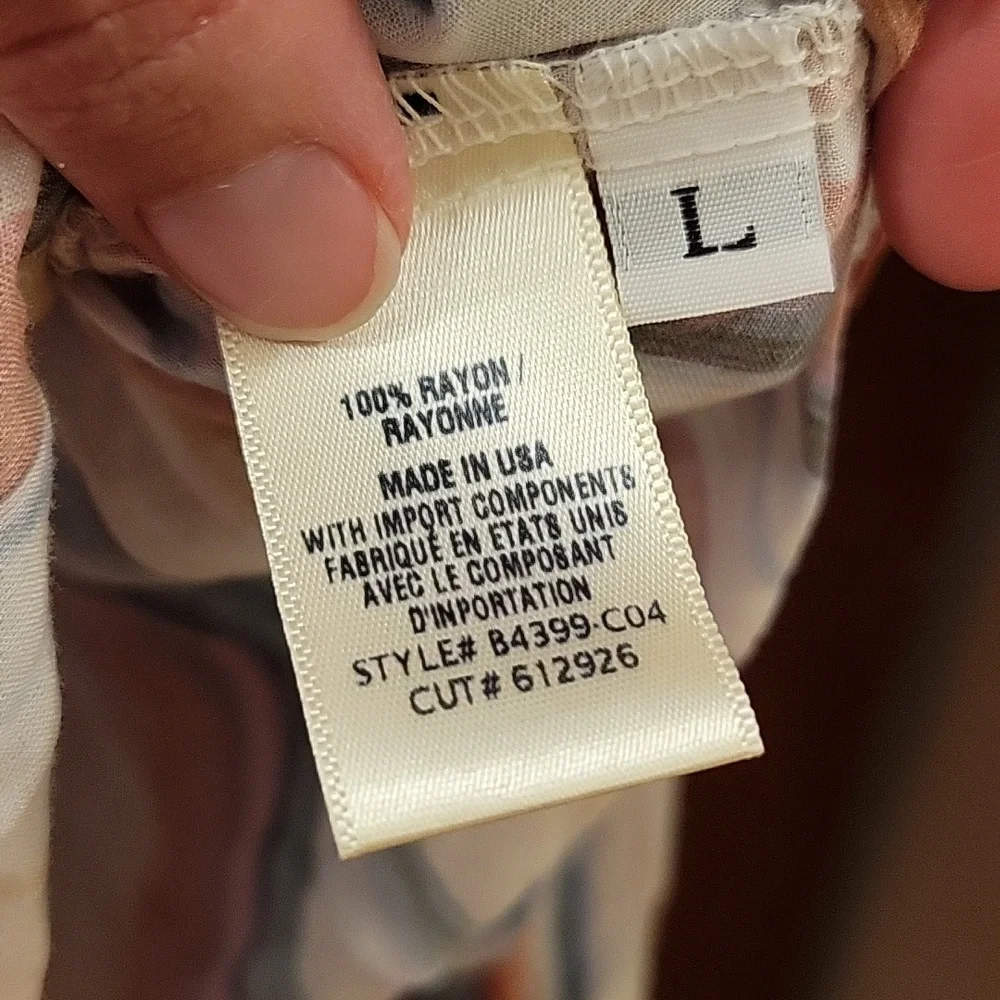 L
100% RAYON /
RAYONNE
MADE IN USA
WITH IMPORT COMPONENTS
FABRIQUE EN ETATS UNIS
AVEC LE COMPOSANT
D'INPORTATION
STYLE# B4399-C04
CUT# 612926